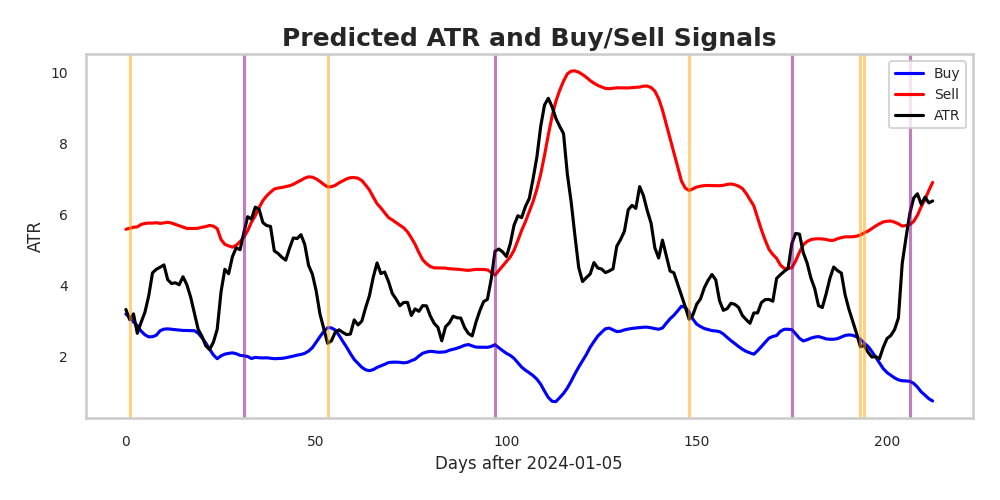 Predicted ATR and Buy/Sell Signals
Buy
Sell
ATR
ATR
10
8
6
4
2
0
50
100
150
200
Days after 2024-01-05